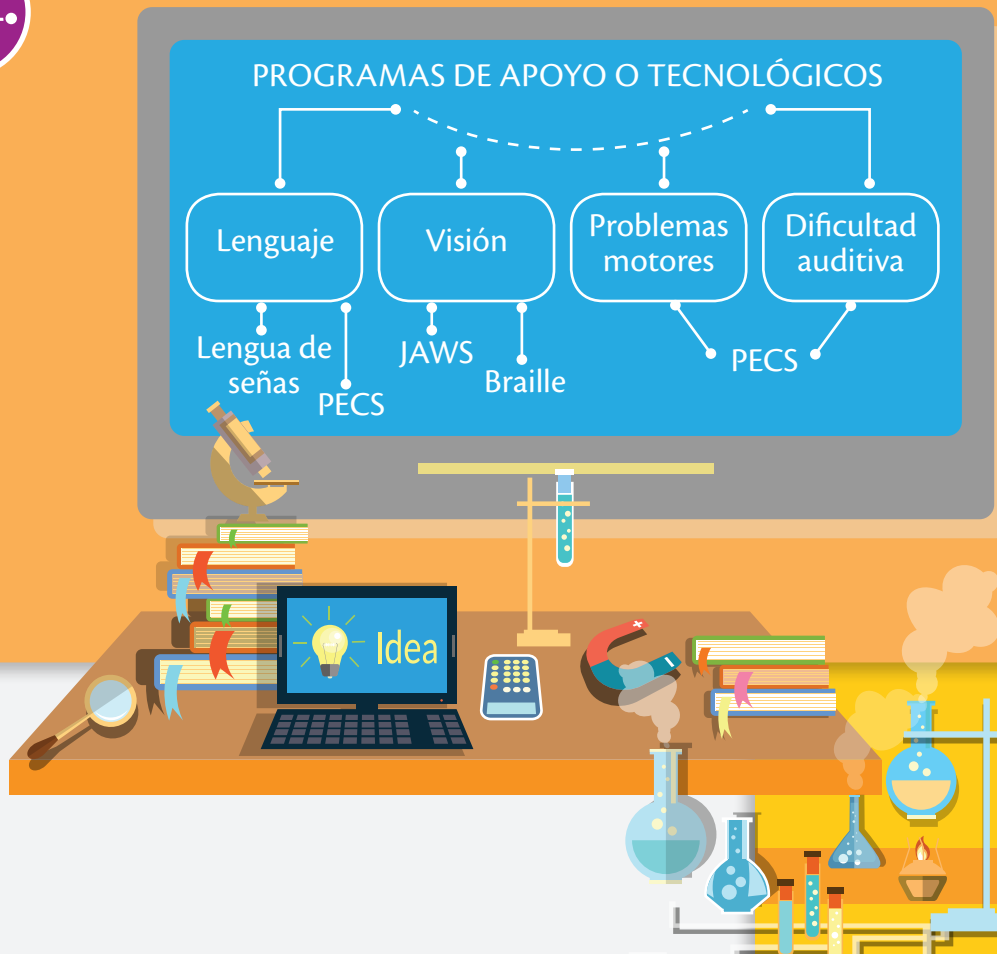 PROGRAMAS DE APOYO O TECNOLÓGICOS
Lenguaje
Visión
Problemas
motores
Dificultad
auditiva
Lengua de
señas
PECS
JAWS
Braille
PECS
Idea